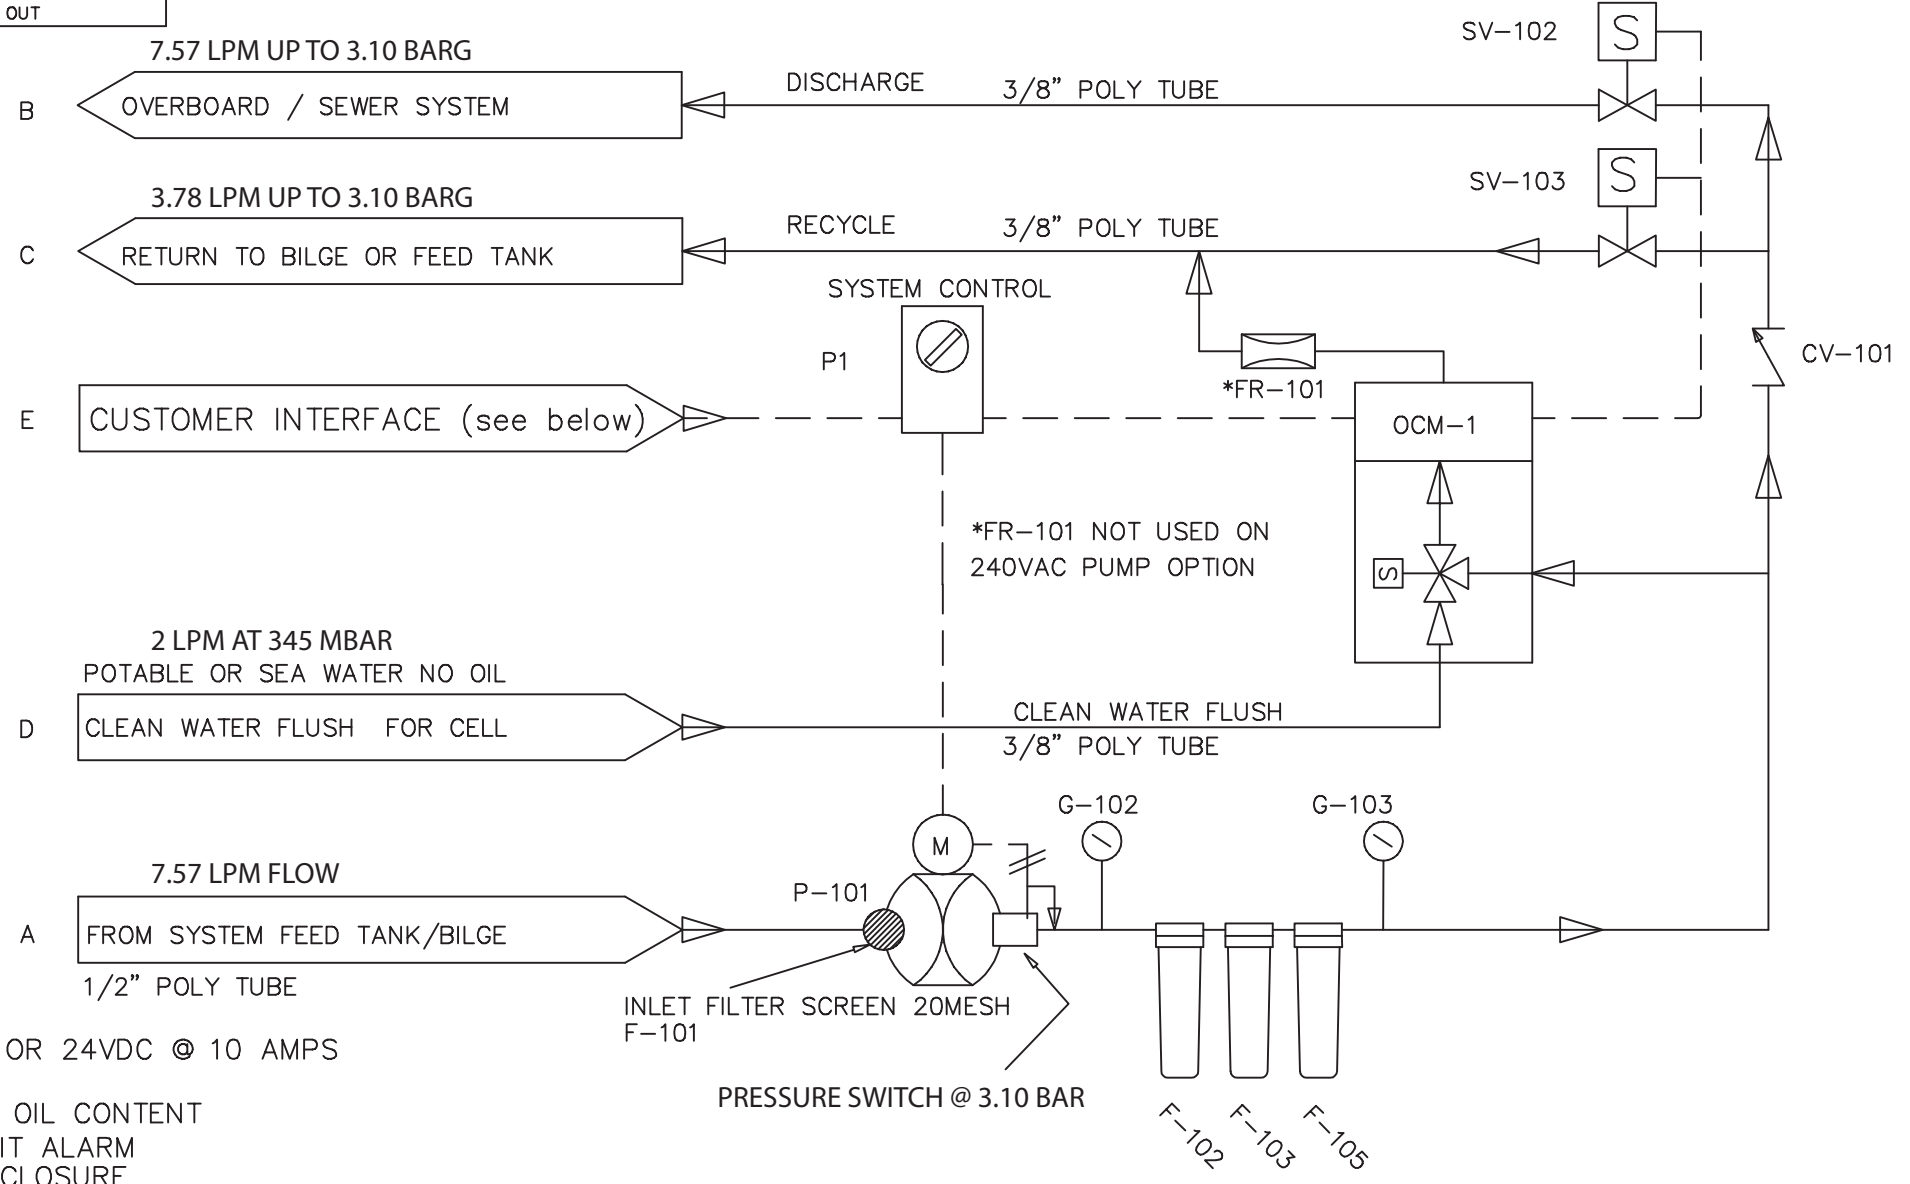 OUT
7.57 LPM UP TO 3.10 BARG
B
OVERBOARD / SEWER SYSTEM
DISCHARGE
3/8" POLY TUBE
SV-102
S
3.78 LPM UP TO 3.10 BARG
C
RETURN TO BILGE OR FEED TANK
RECYCLE
3/8" POLY TUBE
SV-103
S
SYSTEM CONTROL
P1
*FR-101
CV-101
E
CUSTOMER INTERFACE (see below)
OCM-1
*FR-101 NOT USED ON
240VAC PUMP OPTION
S
2 LPM AT 345 MBAR
POTABLE OR SEA WATER NO OIL
D
CLEAN WATER FLUSH FOR CELL
CLEAN WATER FLUSH
3/8" POLY TUBE
G-102
G-103
M
7.57 LPM FLOW
P-101
A
FROM SYSTEM FEED TANK/BILGE
1/2" POLY TUBE
INLET FILTER SCREEN 20MESH
F-101
OR 24VDC @ 10 AMPS
PRESSURE SWITCH @ 3.10 BAR
F-102
F-103
F-105
OIL CONTENT
IT ALARM
CLOSURE